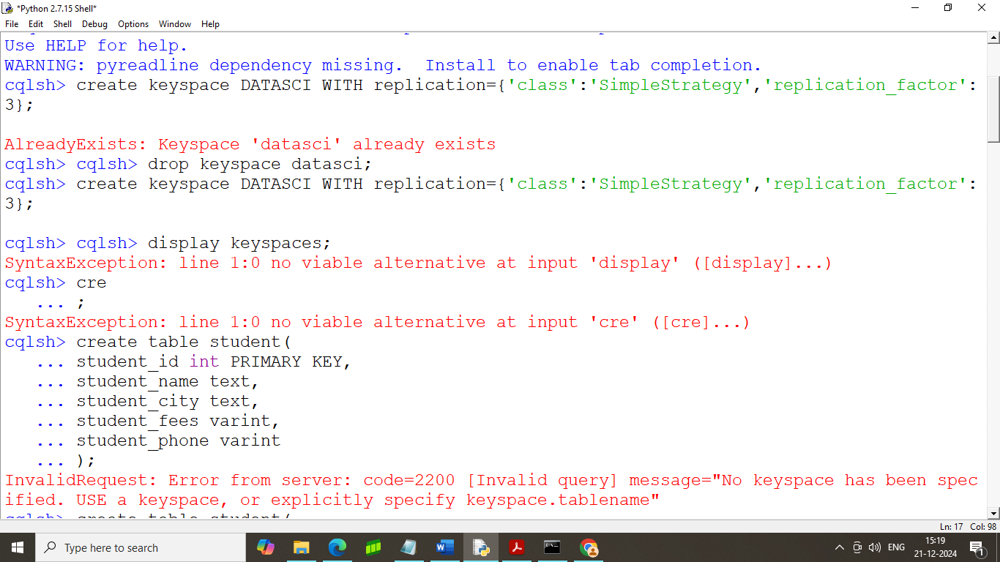 *Python 2.7.15 Shell*
File Edit Shell Debug Options Window Help
Use HELP for help.
WARNING: pyreadline dependency missing.  Install to enable tab completion.
cqlsh> create keyspace DATASCI WITH replication={'class':'SimpleStrategy','replication_factor':
3};
AlreadyExists: Keyspace 'datasci' already exists
cqlsh> cqlsh> drop keyspace datasci;
cqlsh> create keyspace DATASCI WITH replication={'class':'SimpleStrategy','replication_factor':
3};
cqlsh> cqlsh> display keyspaces;
SyntaxException: line 1:0 no viable alternative at input 'display' ([display]...)
cqlsh> cre
   ... ;
SyntaxException: line 1:0 no viable alternative at input 'cre' ([cre]...)
cqlsh> create table student(
   ... student_id int PRIMARY KEY,
   ... student_name text,
   ... student_city text,
   ... student_fees varint,
   ... student_phone varint
   ... );
InvalidRequest: Error from server: code=2200 [Invalid query] message="No keyspace has been spec
ified. USE a keyspace, or explicitly specify keyspace.tablename"
cqlsh> create table student(
Ln: 17 Col: 98
Type here to search
ENG
15:19
21-12-2024
1